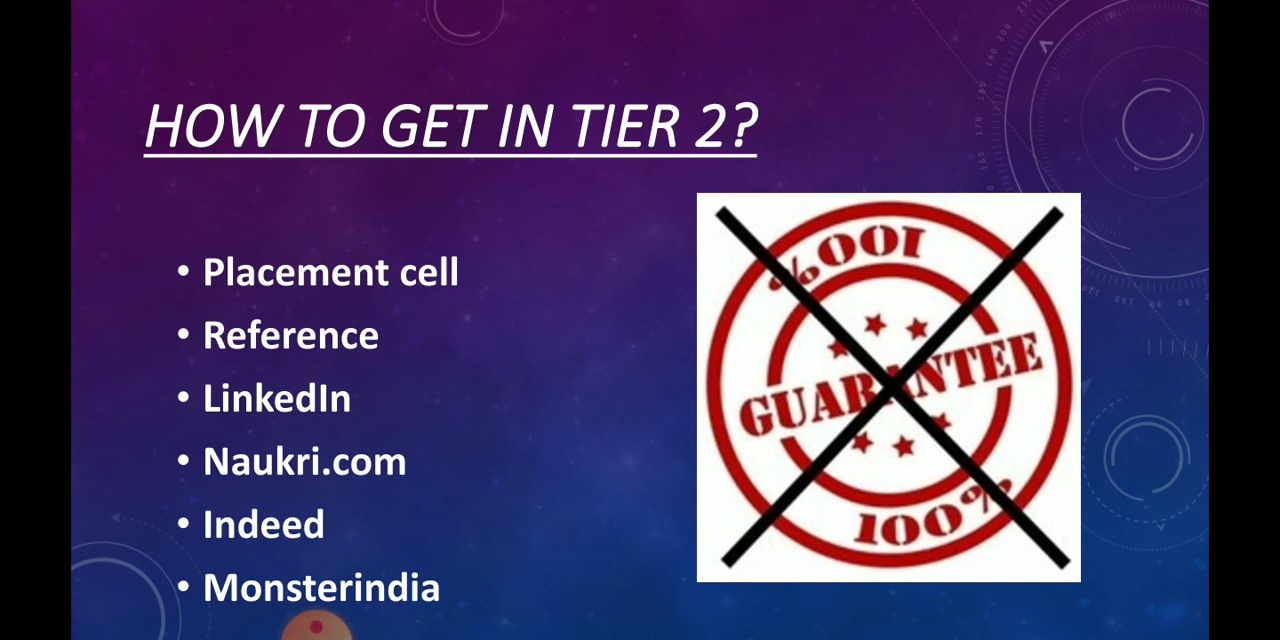 HOW TO GET IN TIER 2?
• Placement cell
• Reference
• LinkedIn
• Naukri.com
• Indeed
• Monsterindia
100%
GUARANTEE
100%